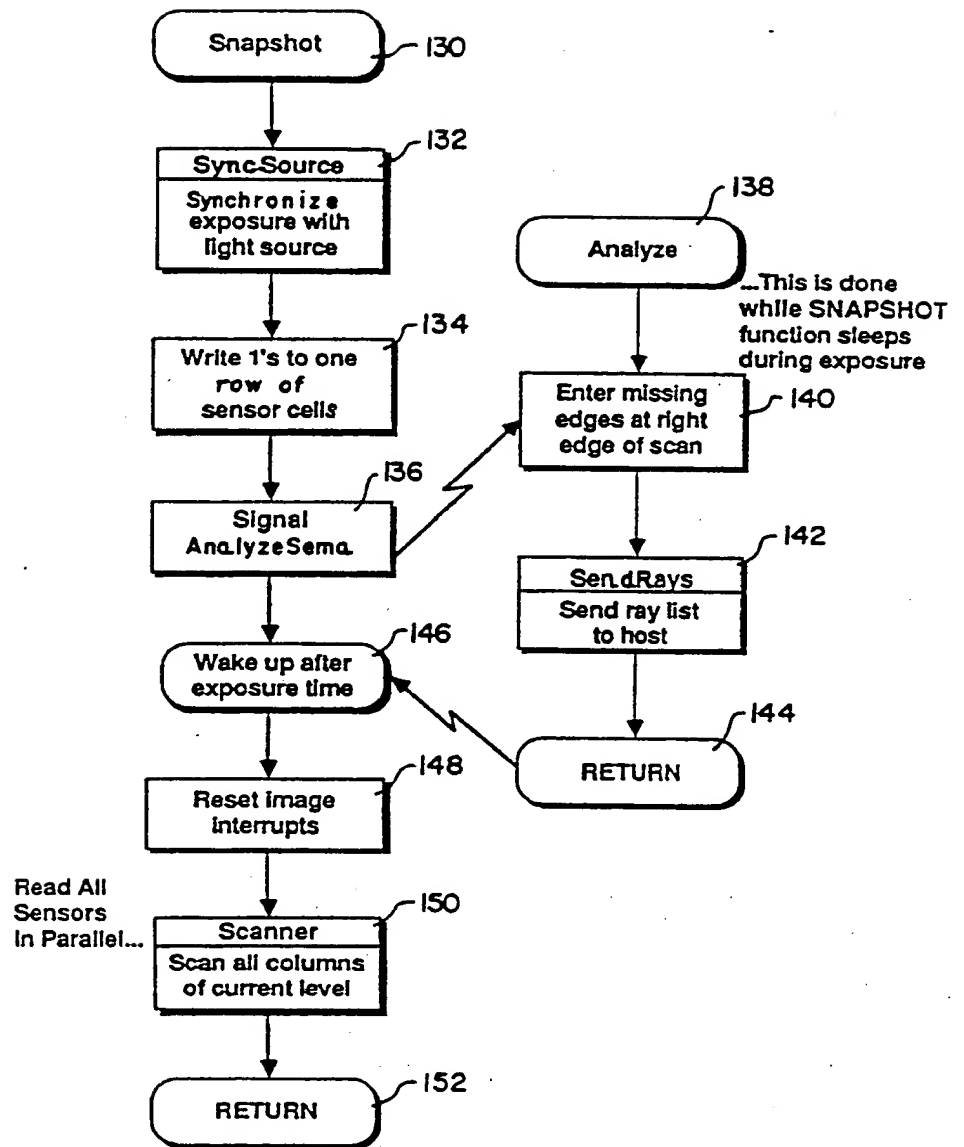 Snapshot
130
132
Sync-Source
Synchronize
exposure with
light source
134
Write 1's to one
row of
sensor cells
136
Signal
AnalyzeSema.
138
Analyze
...This is done
while SNAPSHOT
function sleeps
during exposure
Enter missing
edges at right
edge of scan
140
142
SendRays
Send ray list
to host
144
RETURN
146
Wake up after
exposure time
148
Reset image
interrupts
Read All
Sensors
In Parallel...
150
Scanner
Scan all columns
of current level
RETURN
152